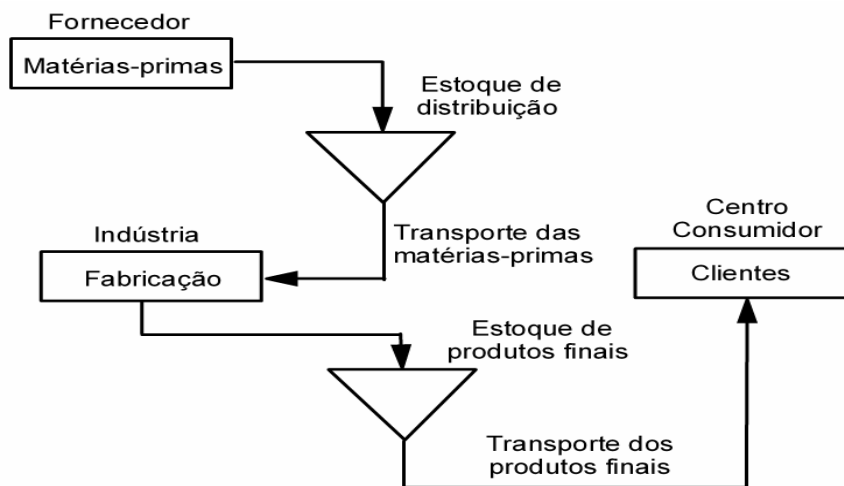 Fornecedor
Matérias-primas
Estoque de
distribuição
Transporte das
matérias-primas
Indústria
Fabricação
Centro
Consumidor
Clientes
Estoque de
produtos finais
Transporte dos
produtos finais